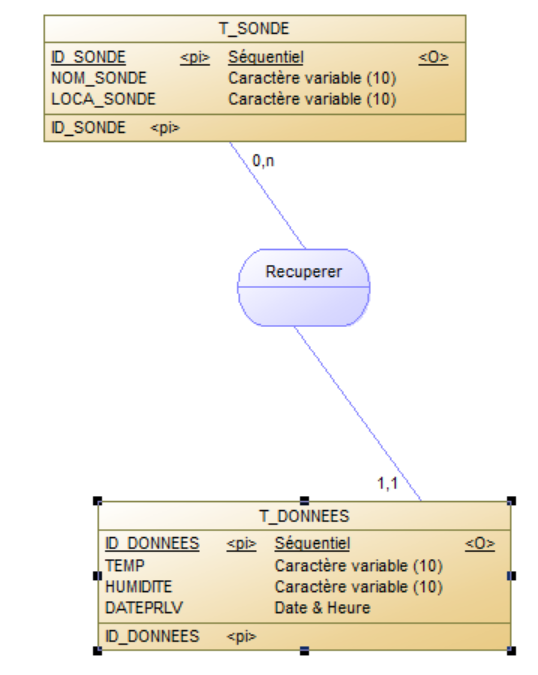 T_SONDE
ID_SONDE <pi> Séquentiel <O>
NOM_SONDE Caractère variable (10)
LOCA_SONDE Caractère variable (10)
ID_SONDE <pi>
0,n
Recuperer
1,1
T_DONNEES
ID_DONNEES <pi> Séquentiel <O>
TEMP Caractère variable (10)
HUMIDITE Caractère variable (10)
DATEPRLV Date & Heure
ID_DONNEES <pi>